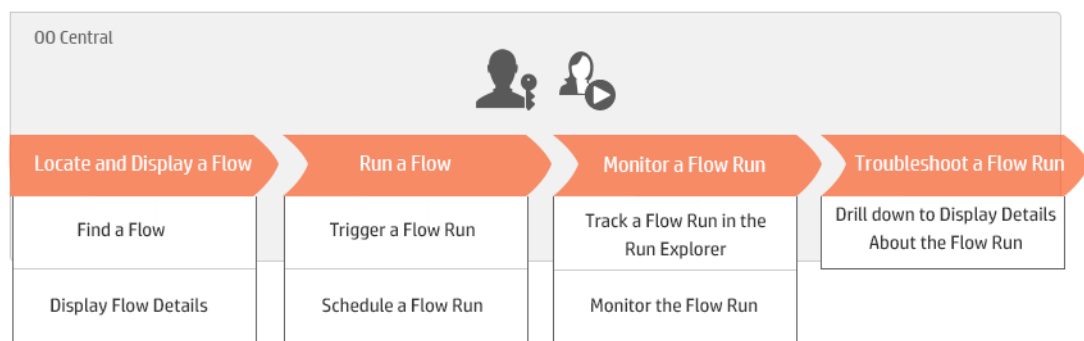 OO Central
Locate and Display a Flow
Run a Flow
Monitor a Flow Run
Troubleshoot a Flow Run
Find a Flow
Trigger a Flow Run
Track a Flow Run in the
Run Explorer
Drill down to Display Details
About the Flow Run
Display Flow Details
Schedule a Flow Run
Monitor the Flow Run